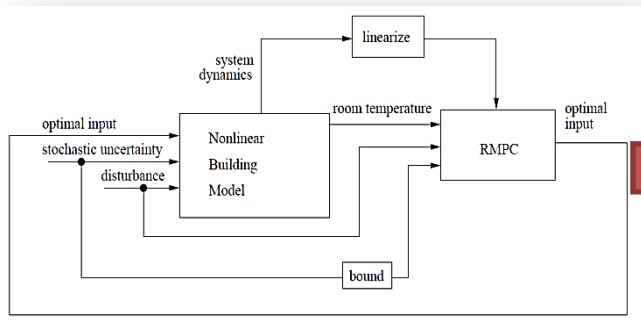 linearize
system
dynamics
optimal input
stochastic uncertainty
disturbance
Nonlinear
Building
Model
room temperature
RMPC
optimal
input
bound